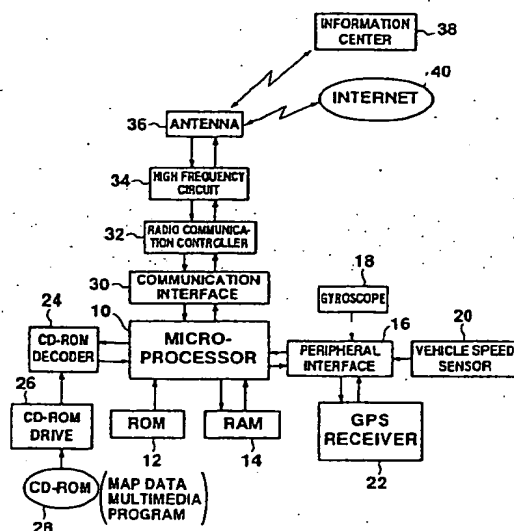 INFORMATION
CENTER
38
40
INTERNET
36
ANTENNA
34
HIGH FREQUENCY
CIRCUIT
32
RADIO COMMUNICA-
TION CONTROLLER
18
30
COMMUNICATION
INTERFACE
GYROSCOPE
24
10
16
20
CD-ROM
DECODER
MICRO-
PROCESSOR
PERIPHERAL
INTERFACE
VEHICLE SPEED
SENSOR
26
CD-ROM
DRIVE
ROM
RAM
GPS
RECEIVER
12
14
22
CD-ROM
(MAP DATA
MULTIMEDIA
PROGRAM)
28